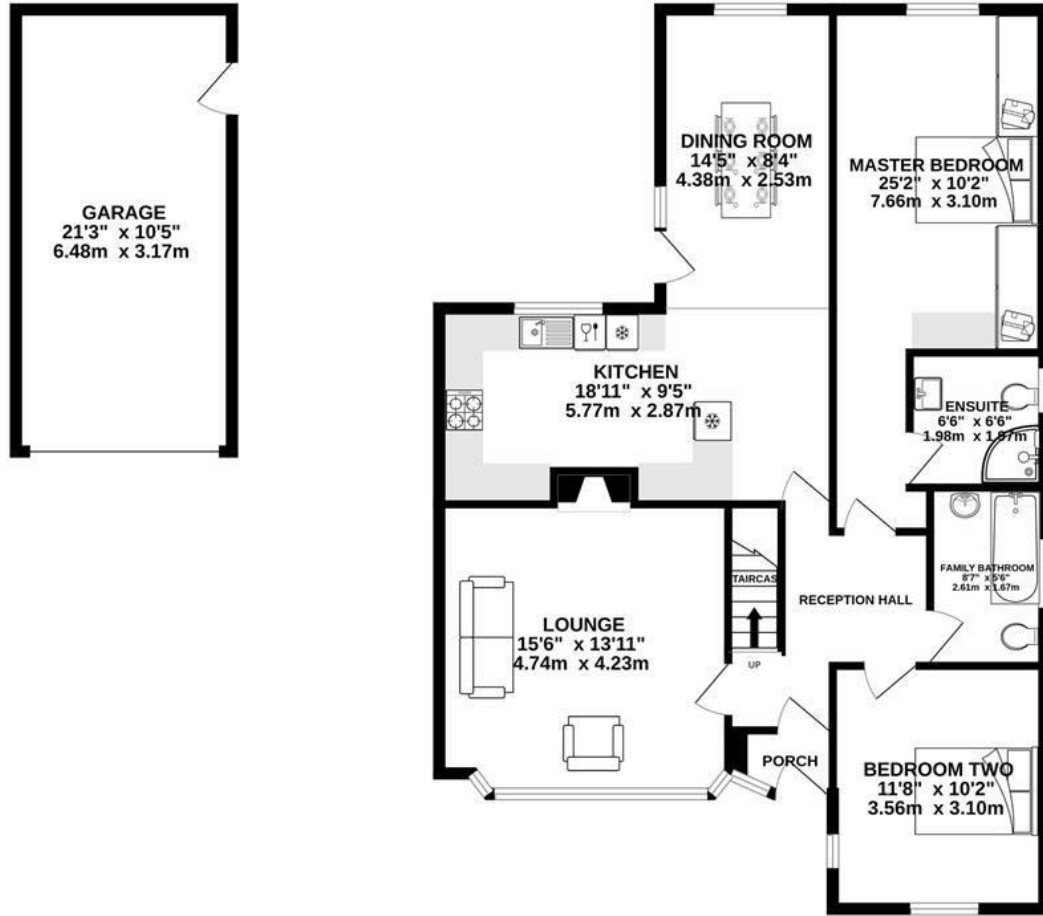 GARAGE
21'3" x 10'5"
6.48m x 3.17m
DINING ROOM
14'5" x 8'4"
4.38m x 2.53m
MASTER BEDROOM
25'2" x 10'2"
7.66m x 3.10m
KITCHEN
18'11" x 9'5"
5.77m x 2.87m
ENSUITE
6'6" x 6'6"
1.98m x 1.97m
FAMILY BATHROOM
8'7" x 5'6"
2.61m x 1.67m
TAIRCAS
RECEPTION HALL
LOUNGE
15'6" x 13'11"
4.74m x 4.23m
UP
PORCH
BEDROOM TWO
11'8" x 10'2"
3.56m x 3.10m